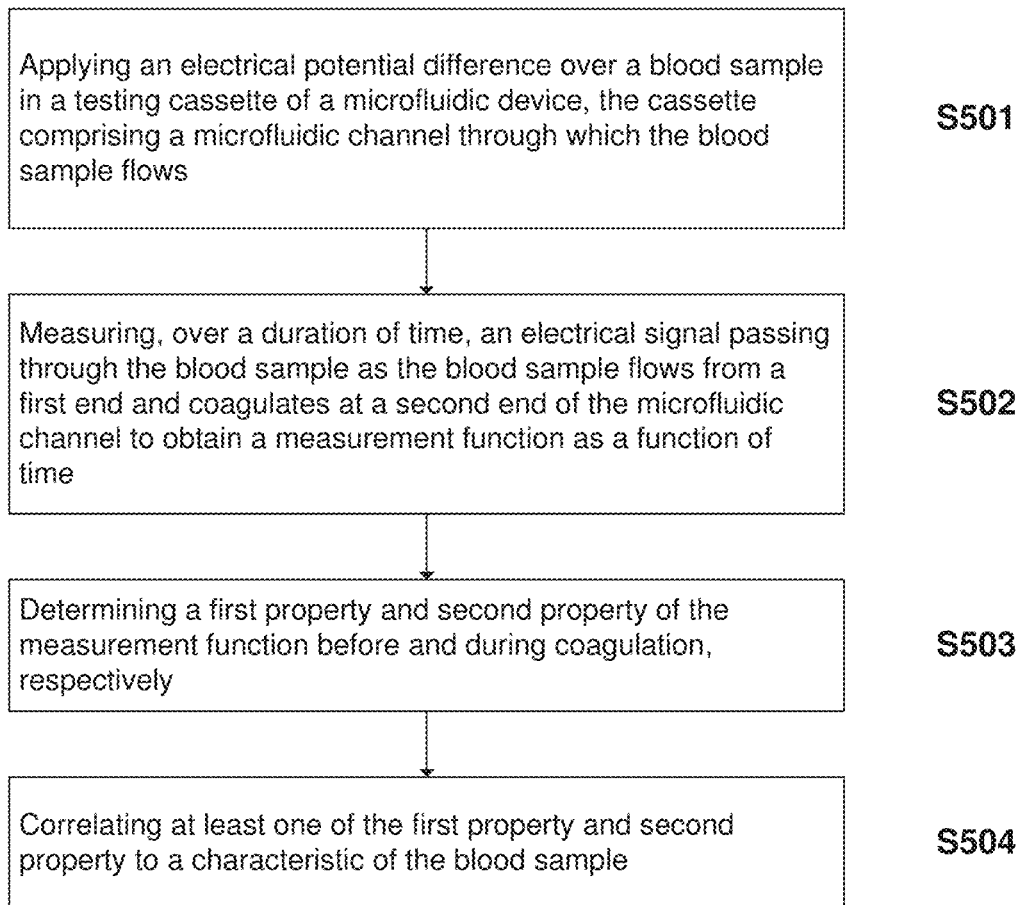 Applying an electrical potential difference over a blood sample
in a testing cassette of a microfluidic device, the cassette
comprising a microfluidic channel through which the blood
sample flows
S501
Measuring, over a duration of time, an electrical signal passing
through the blood sample as the blood sample flows from a
first end and coagulates at a second end of the microfluidic
channel to obtain a measurement function as a function of
time
S502
Determining a first property and second property of the
measurement function before and during coagulation,
respectively
S503
Correlating at least one of the first property and second
property to a characteristic of the blood sample
S504